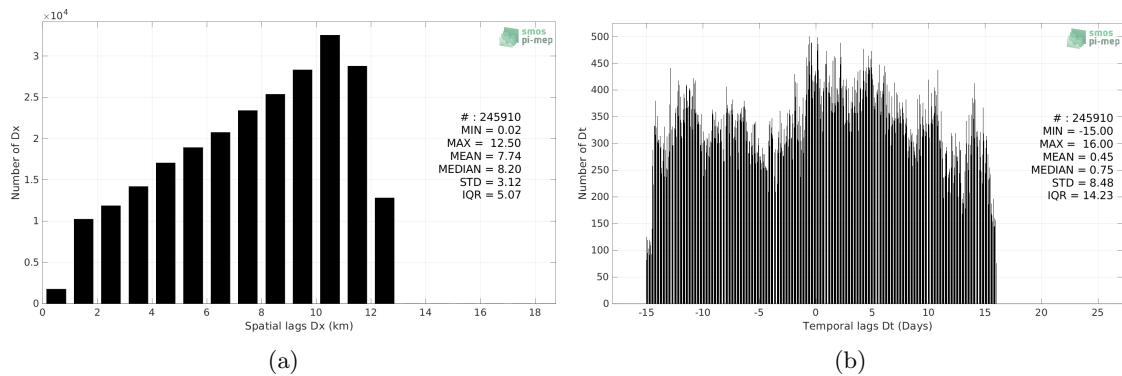 ×10⁴
smos
pi-mep
3
2.5
2
1.5
1
0.5
0
Number of Dx
# : 245910
MIN = 0.02
MAX = 12.50
MEAN = 7.74
MEDIAN = 8.20
STD = 3.12
IQR = 5.07
0 2 4 6 8 10 12 14 16 18
Spatial lags Dx (km)
(a)
smos
pi-mep
500
450
400
350
300
250
200
150
100
50
0
Number of Dt
# : 245910
MIN = -15.00
MAX = 16.00
MEAN = 0.45
MEDIAN = 0.75
STD = 8.48
IQR = 14.23
-15 -10 -5 0 5 10 15 20 25
Temporal lags Dt (Days)
(b)